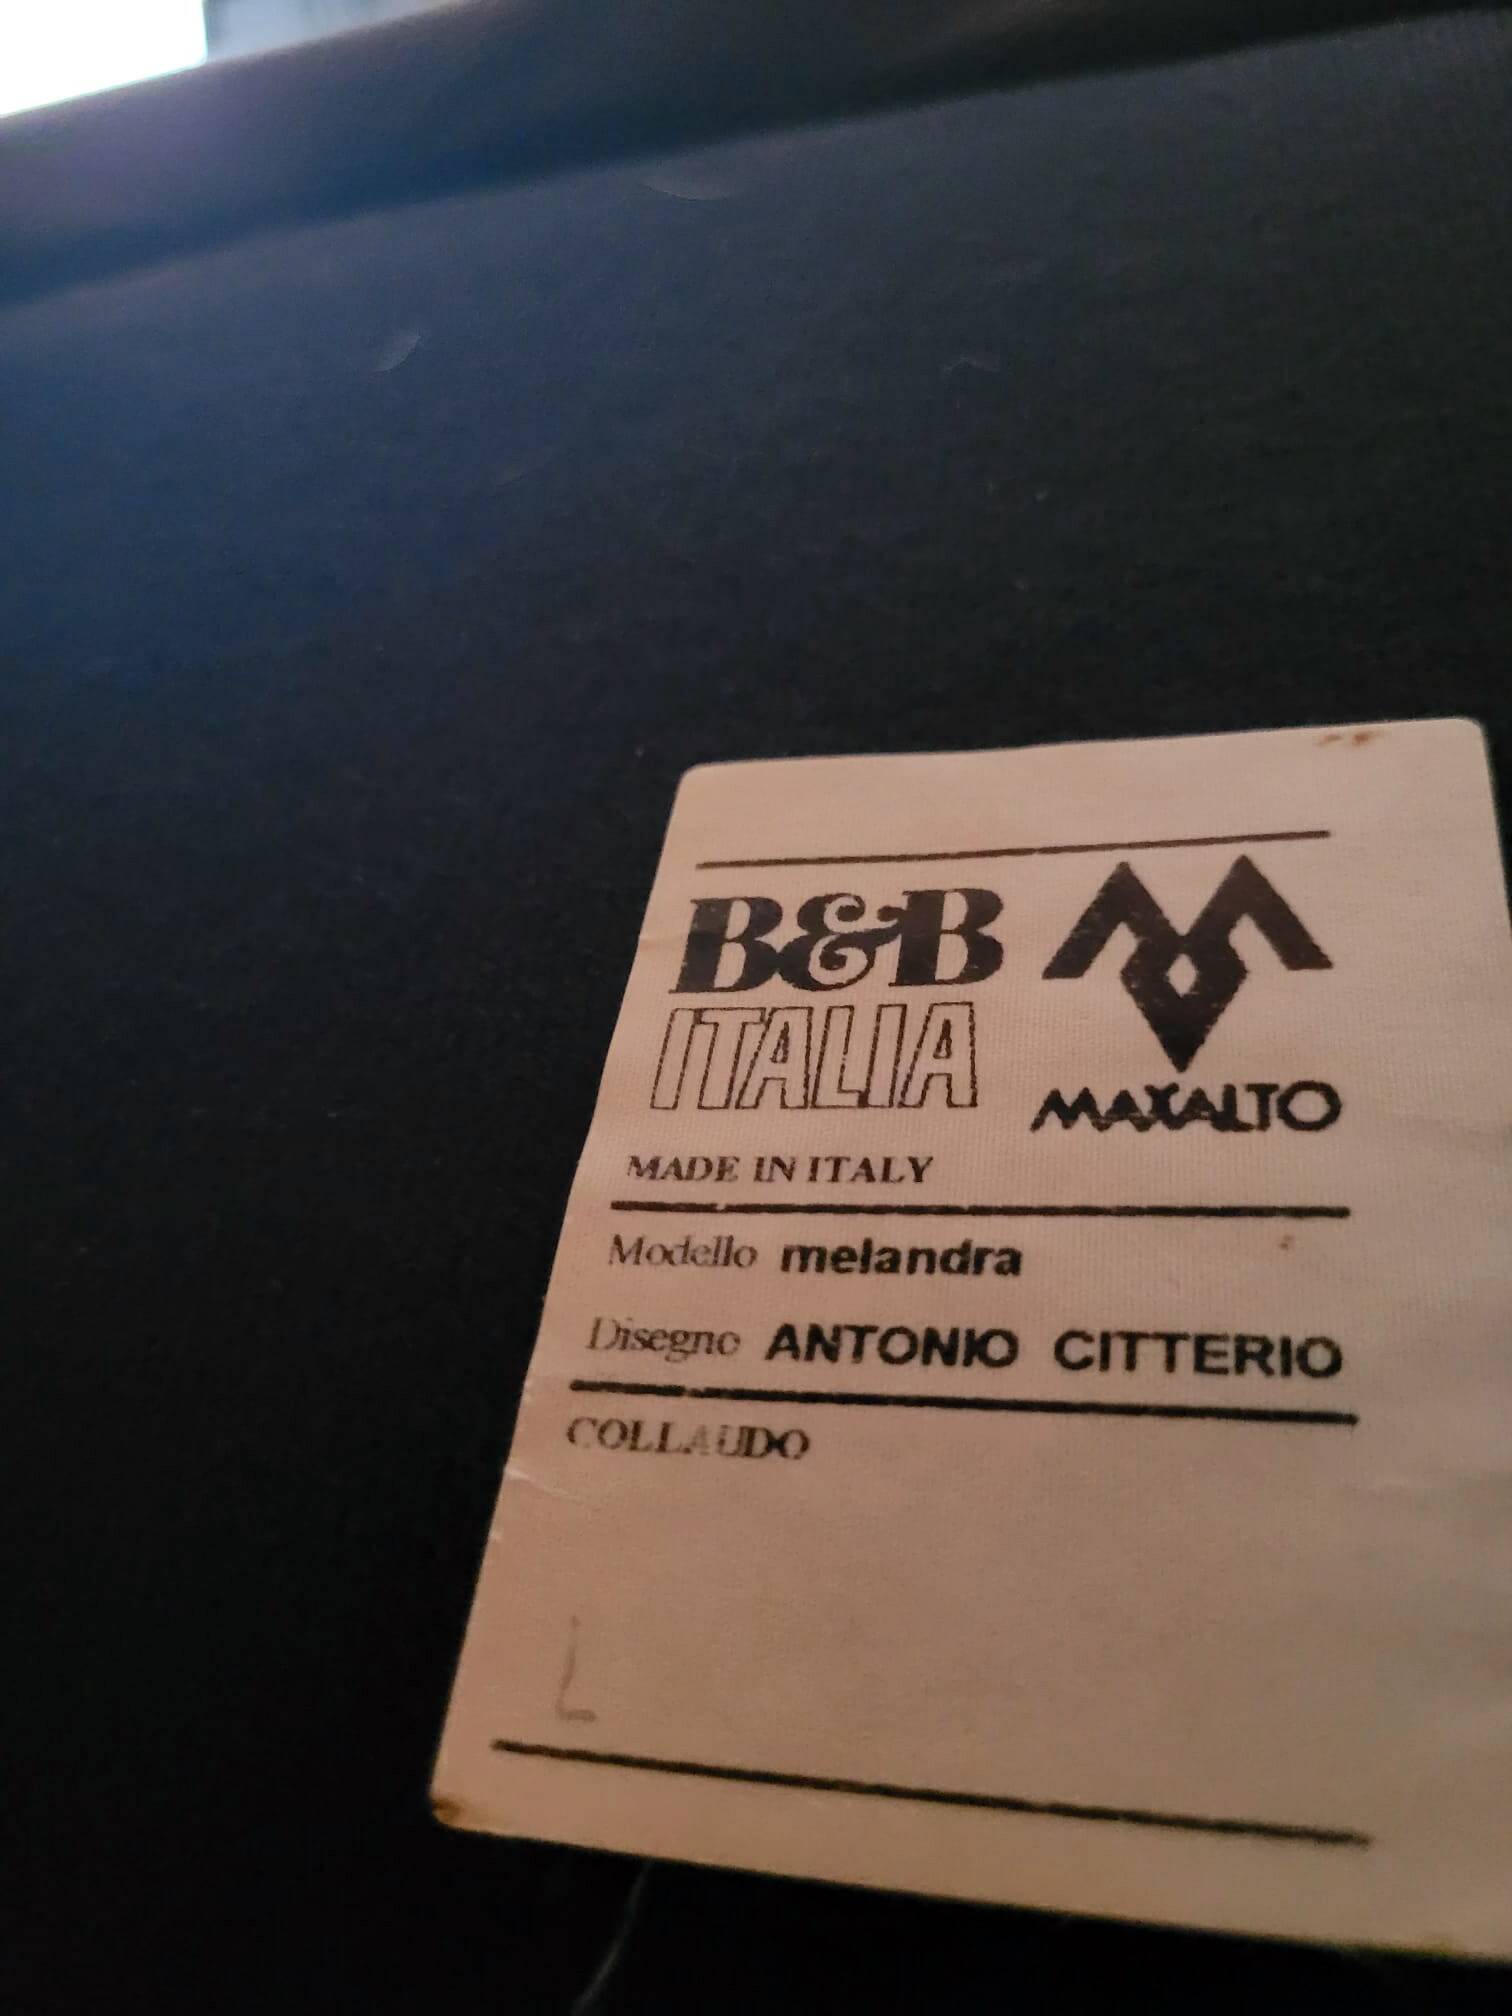 B&B
ITALIA
MAXALTO
MADE IN ITALY
Modello melandra
Disegno ANTONIO CITTERIO
COLLAUDO
L